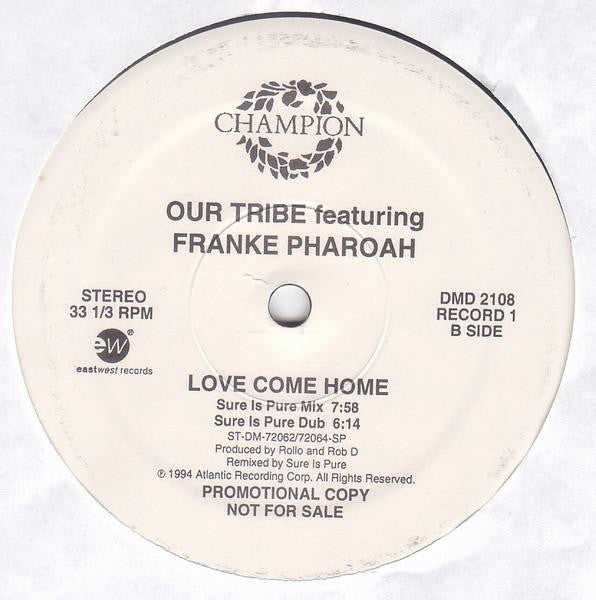 CHAMPION
OUR TRIBE featuring
FRANKE PHAROAH
STEREO
33 1/3 RPM
ew®
eastwest records
DMD 2108
RECORD 1
B SIDE
LOVE COME HOME
Sure Is Pure Mix 7:58
Sure Is Pure Dub 6:14
ST-DM-72062/72064-SP
Produced by Rollo and Rob D
Remixed by Sure Is Pure
℗ 1994 Atlantic Recording Corp. All Rights Reserved.
PROMOTIONAL COPY
NOT FOR SALE